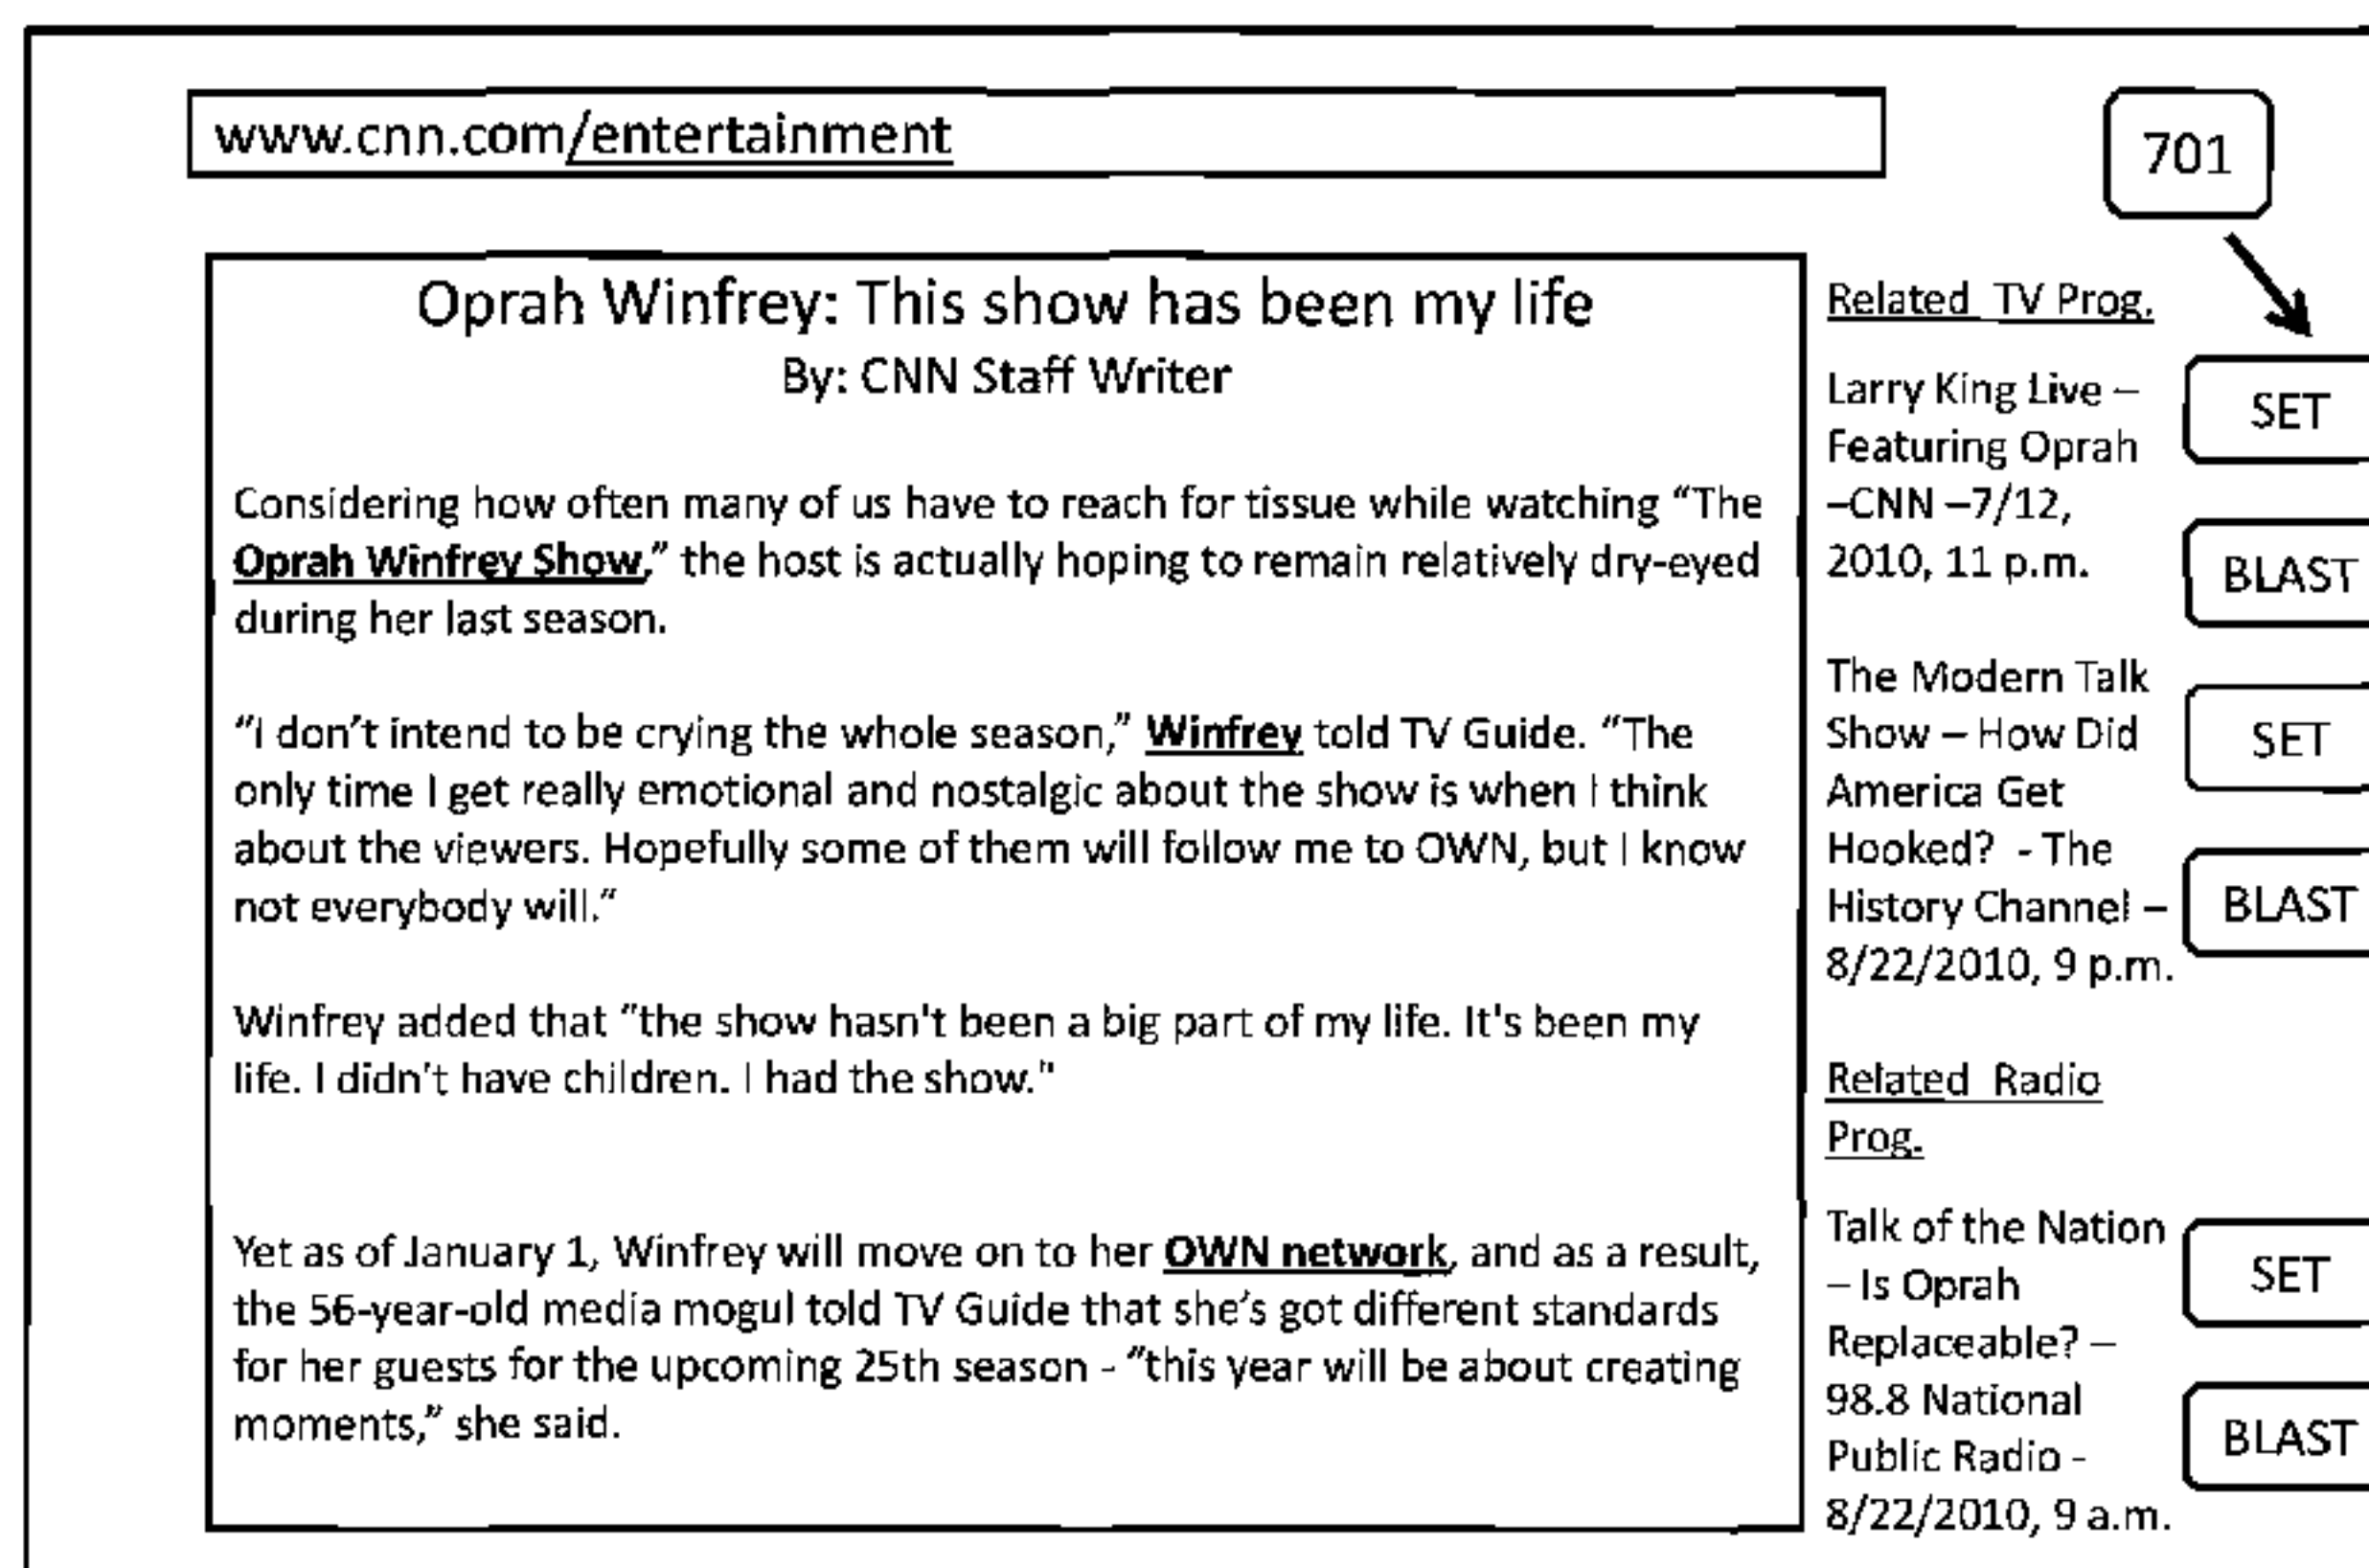 www.cnn.com/entertainment
701
Oprah Winfrey: This show has been my life
By: CNN Staff Writer
Considering how often many of us have to reach for tissue while watching “The
Oprah Winfrey Show,” the host is actually hoping to remain relatively dry-eyed
during her last season.
“I don’t intend to be crying the whole season,” Winfrey told TV Guide. “The
only time I get really emotional and nostalgic about the show is when I think
about the viewers. Hopefully some of them will follow me to OWN, but I know
not everybody will.”
Winfrey added that “the show hasn't been a big part of my life. It's been my
life. I didn't have children. I had the show."
Yet as of January 1, Winfrey will move on to her OWN network, and as a result,
the 56-year-old media mogul told TV Guide that she’s got different standards
for her guests for the upcoming 25th season - “this year will be about creating
moments,” she said.
Related TV Prog.
Larry King Live –
Featuring Oprah
–CNN –7/12,
2010, 11 p.m.
SET
BLAST
The Modern Talk
Show – How Did
America Get
Hooked? - The
History Channel –
8/22/2010, 9 p.m.
SET
BLAST
Related Radio
Prog.
Talk of the Nation
– Is Oprah
Replaceable? –
98.8 National
Public Radio -
8/22/2010, 9 a.m.
SET
BLAST